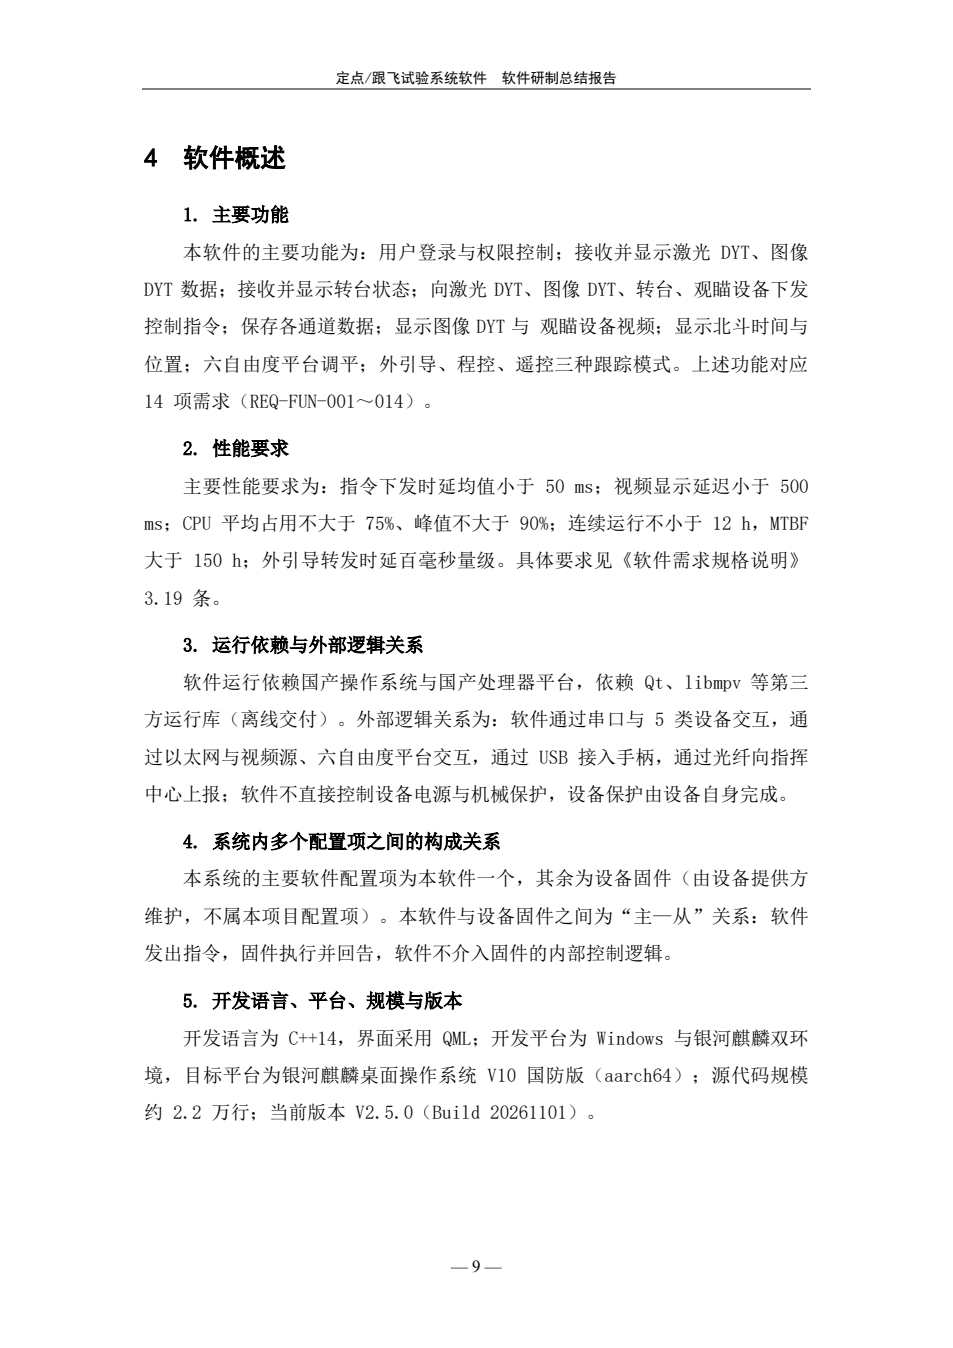 定点/跟飞试验系统软件　软件研制总结报告
4　软件概述
1. 主要功能
本软件的主要功能为：用户登录与权限控制；接收并显示激光 DYT、图像
DYT 数据；接收并显示转台状态；向激光 DYT、图像 DYT、转台、观瞄设备下发
控制指令；保存各通道数据；显示图像 DYT 与 观瞄设备视频；显示北斗时间与
位置；六自由度平台调平；外引导、程控、遥控三种跟踪模式。上述功能对应
14 项需求（REQ-FUN-001～014）。
2. 性能要求
主要性能要求为：指令下发时延均值小于 50 ms；视频显示延迟小于 500
ms；CPU 平均占用不大于 75%、峰值不大于 90%；连续运行不小于 12 h，MTBF
大于 150 h；外引导转发时延百毫秒量级。具体要求见《软件需求规格说明》
3.19 条。
3. 运行依赖与外部逻辑关系
软件运行依赖国产操作系统与国产处理器平台，依赖 Qt、libmpv 等第三
方运行库（离线交付）。外部逻辑关系为：软件通过串口与 5 类设备交互，通
过以太网与视频源、六自由度平台交互，通过 USB 接入手柄，通过光纤向指挥
中心上报；软件不直接控制设备电源与机械保护，设备保护由设备自身完成。
4. 系统内多个配置项之间的构成关系
本系统的主要软件配置项为本软件一个，其余为设备固件（由设备提供方
维护，不属本项目配置项）。本软件与设备固件之间为“主—从”关系：软件
发出指令，固件执行并回告，软件不介入固件的内部控制逻辑。
5. 开发语言、平台、规模与版本
开发语言为 C++14，界面采用 QML；开发平台为 Windows 与银河麒麟双环
境，目标平台为银河麒麟桌面操作系统 V10 国防版（aarch64）；源代码规模
约 2.2 万行；当前版本 V2.5.0（Build 20261101）。
— 9 —